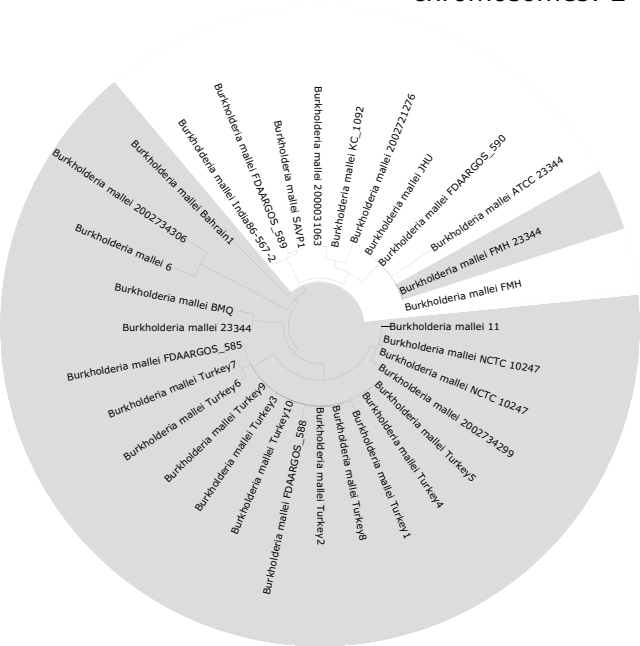 Burkholderia mallei FDAARGOS_589
Burkholderia mallei India86-567-2
Burkholderia mallei SAVP1
Burkholderia mallei 2000031063
Burkholderia mallei KC_1092
Burkholderia mallei 2002721276
Burkholderia mallei JHU
Burkholderia mallei FDAARGOS_590
Burkholderia mallei ATCC 23344
Burkholderia mallei FMH 23344
Burkholderia mallei FMH
Burkholderia mallei 11
Burkholderia mallei NCTC 10247
Burkholderia mallei NCTC 10247
Burkholderia mallei 2002734299
Burkholderia mallei Turkey5
Burkholderia mallei Turkey4
Burkholderia mallei Turkey1
Burkholderia mallei Turkey8
Burkholderia mallei Turkey2
Burkholderia mallei FDAARGOS_588
Burkholderia mallei Turkey10
Burkholderia mallei Turkey3
Burkholderia mallei Turkey9
Burkholderia mallei Turkey6
Burkholderia mallei Turkey7
Burkholderia mallei FDAARGOS_585
Burkholderia mallei 23344
Burkholderia mallei BMQ
Burkholderia mallei 6
Burkholderia mallei 2002734306
Burkholderia mallei Bahrain1